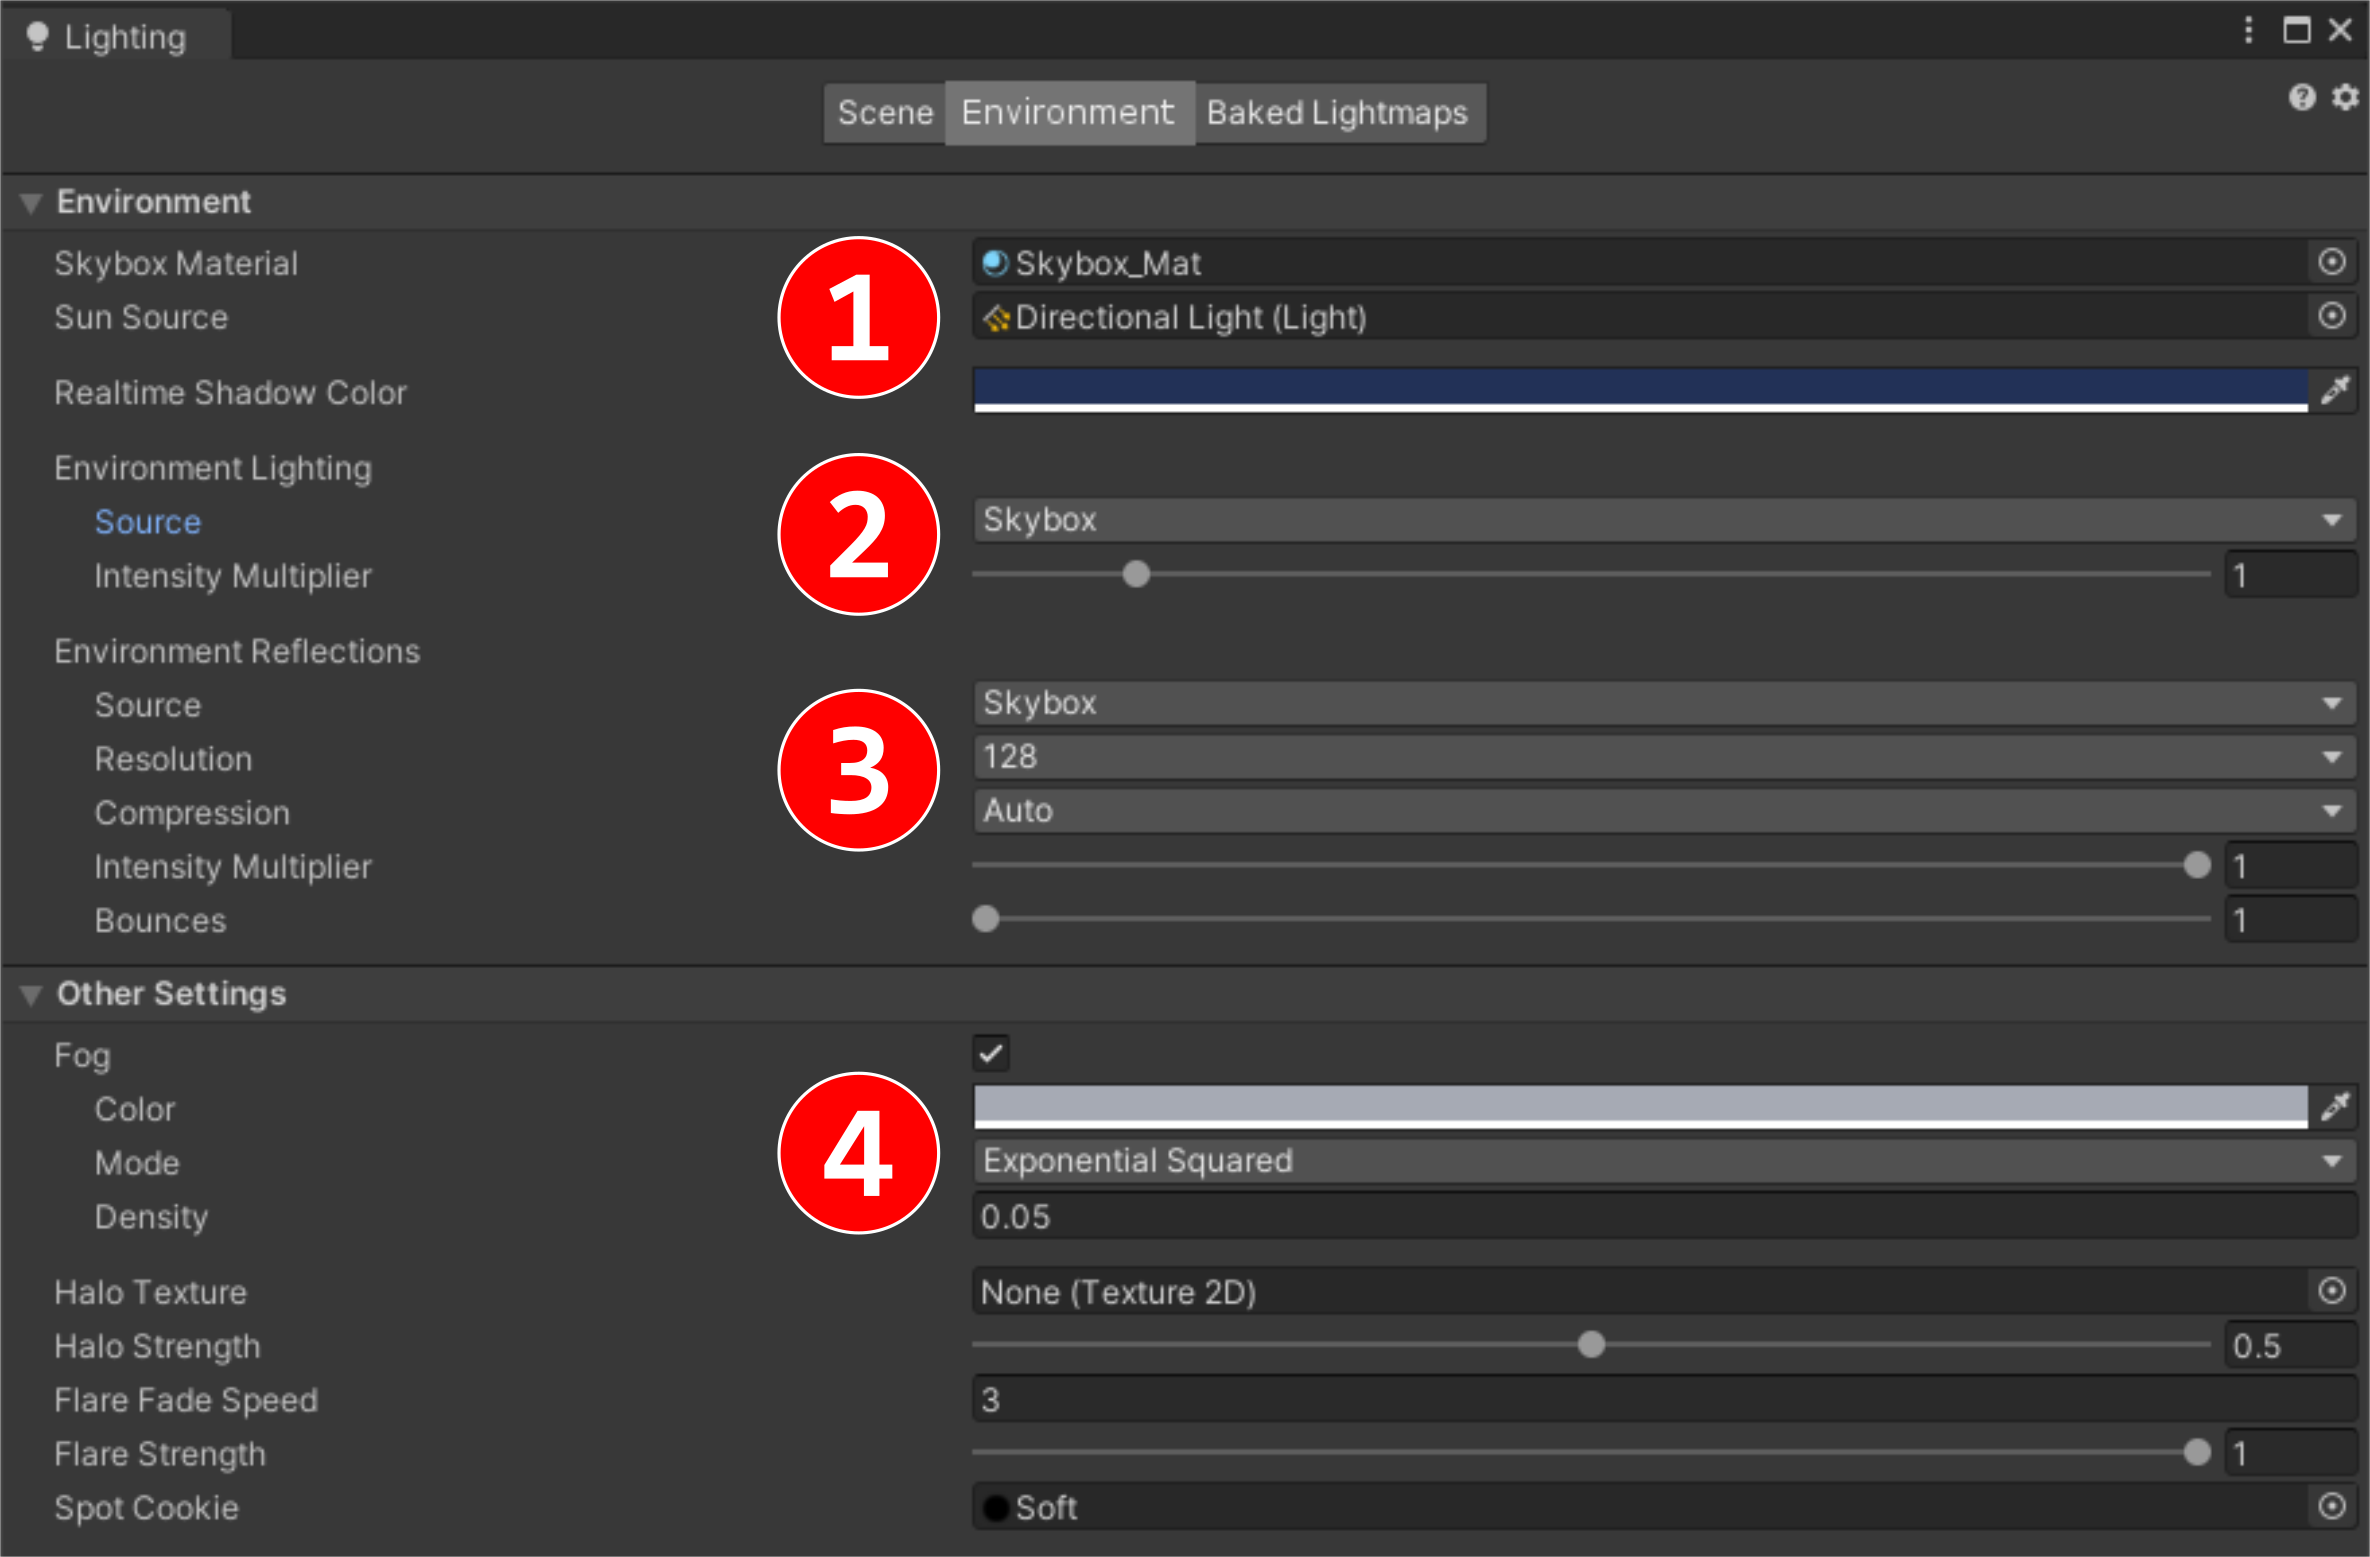 Lighting
Scene Environment Baked Lightmaps
Environment
Skybox Material Skybox_Mat
1
Sun Source Directional Light (Light)
Realtime Shadow Color
Environment Lighting
2
Source Skybox
Intensity Multiplier 1
Environment Reflections
Source Skybox
3
Resolution 128
Compression Auto
Intensity Multiplier 1
Bounces 1
Other Settings
Fog
Color
4
Mode Exponential Squared
Density 0.05
Halo Texture None (Texture 2D)
Halo Strength 0.5
Flare Fade Speed 3
Flare Strength 1
Spot Cookie Soft